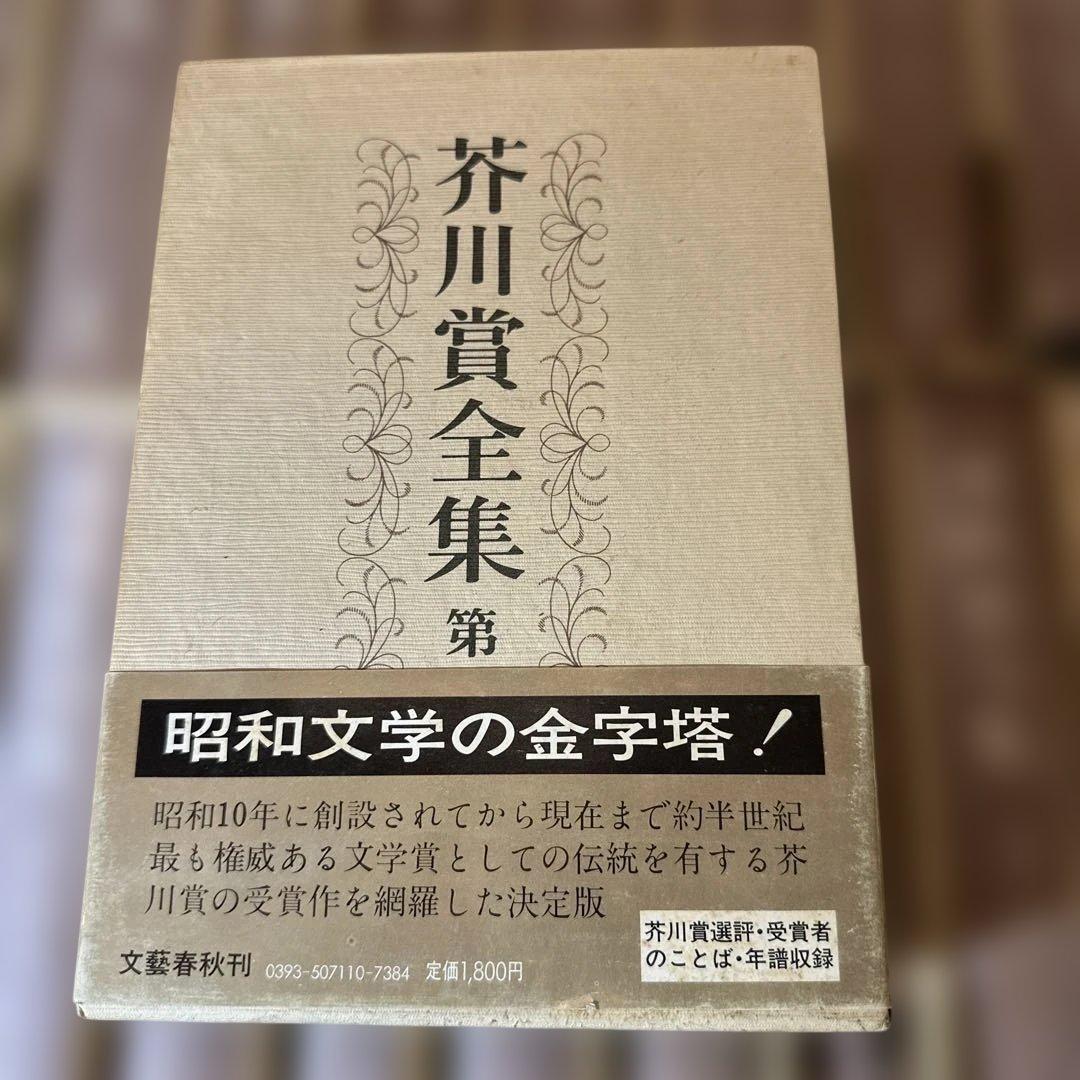 芥川賞全集 第
昭和文学の金字塔!
昭和10年に創設されてから現在まで約半世紀
最も権威ある文学賞としての伝統を有する芥
川賞の受賞作を網羅した決定版
芥川賞選評・受賞者
のことば・年譜収録
文藝春秋刊 0393-507110-7384 定価1,800円